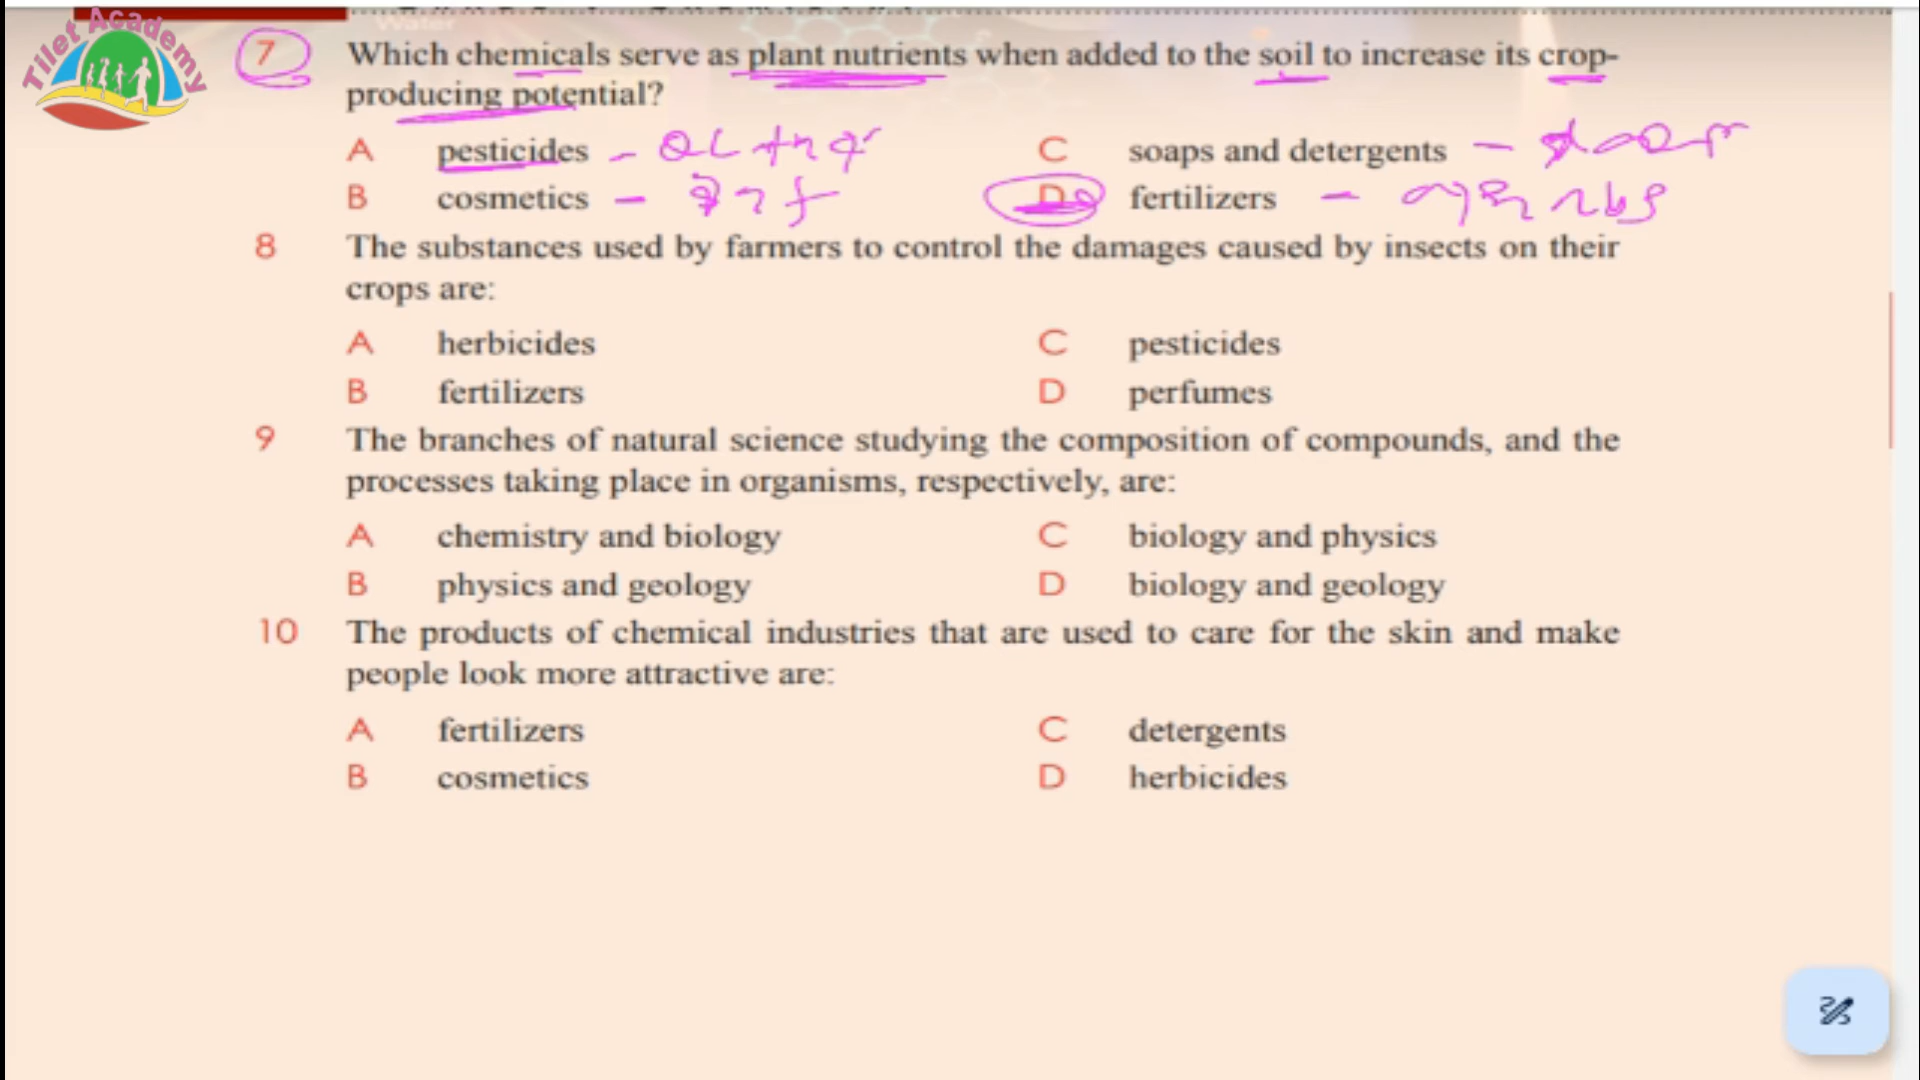 Tilet Academy
7 Which chemicals serve as plant nutrients when added to the soil to increase its crop-
producing potential?
A pesticides - C soaps and detergents -
B cosmetics - D fertilizers -
8 The substances used by farmers to control the damages caused by insects on their
crops are:
A herbicides C pesticides
B fertilizers D perfumes
9 The branches of natural science studying the composition of compounds, and the
processes taking place in organisms, respectively, are:
A chemistry and biology C biology and physics
B physics and geology D biology and geology
10 The products of chemical industries that are used to care for the skin and make
people look more attractive are:
A fertilizers C detergents
B cosmetics D herbicides